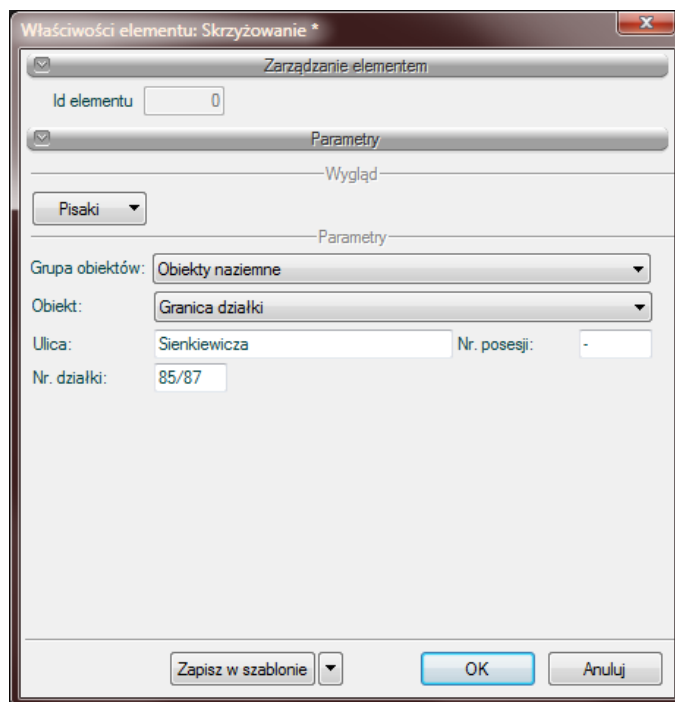 Właściwości elementu: Skrzyżowanie *
Zarządzanie elementem
Id elementu 0
Parametry
Wygląd
Pisaki
Parametry
Grupa obiektów: Obiekty naziemne
Obiekt: Granica działki
Ulica: Sienkiewicza Nr. posesji: -
Nr. działki: 85/87
Zapisz w szablonie OK Anuluj